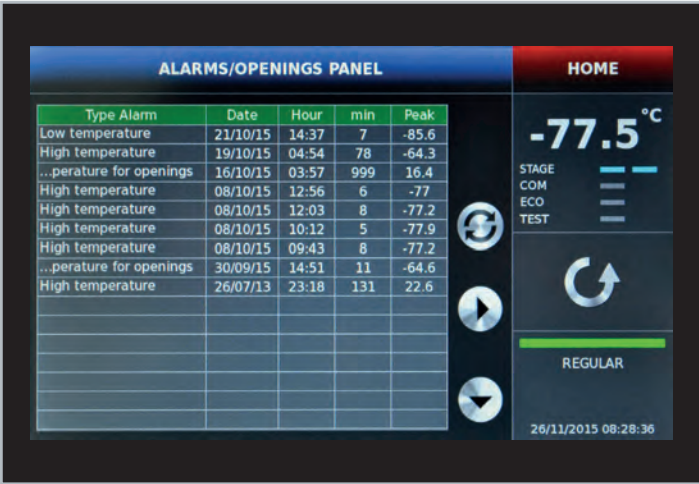 ALARMS/OPENINGS PANEL
HOME
Type Alarm Date Hour min Peak
Low temperature 21/10/15 14:37 7 -85.6
High temperature 19/10/15 04:54 78 -64.3
...perature for openings 16/10/15 03:57 999 16.4
High temperature 08/10/15 12:56 6 -77
High temperature 08/10/15 12:03 8 -77.2
High temperature 08/10/15 10:12 5 -77.9
High temperature 08/10/15 09:43 8 -77.2
...perature for openings 30/09/15 14:51 11 -64.6
High temperature 26/07/13 23:18 131 22.6
-77.5 °C
STAGE
COM
ECO
TEST
REGULAR
26/11/2015 08:28:36